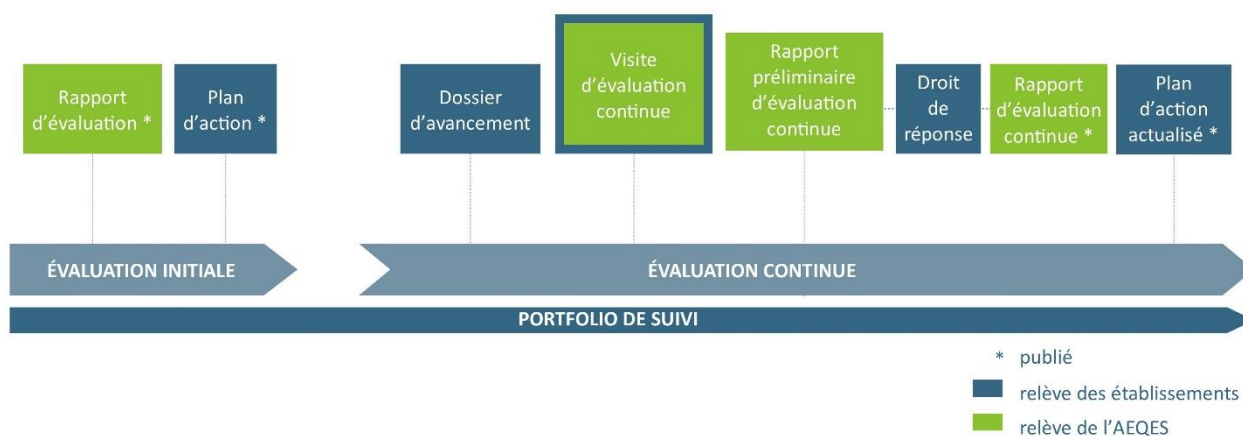 Rapport
d'évaluation *
Plan
d'action *
Dossier
d'avancement
Visite
d'évaluation
continue
Rapport
préliminaire
d'évaluation
continue
Droit
de
réponse
Rapport
d'évaluation
continue *
Plan
d'action
actualisé *
ÉVALUATION INITIALE
ÉVALUATION CONTINUE
PORTFOLIO DE SUIVI
* publié
relève des établissements
relève de l'AEQES